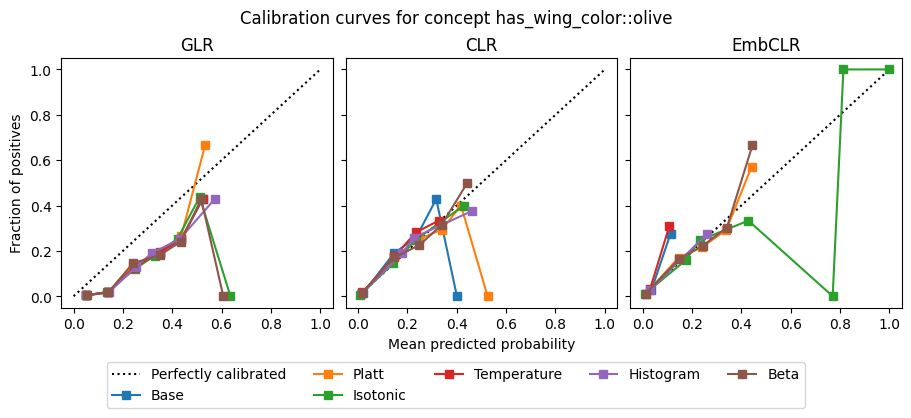 Calibration curves for concept has_wing_color::olive
GLR
CLR
EmbCLR
Fraction of positives
1.0
0.8
0.6
0.4
0.2
0.0
0.0 0.2 0.4 0.6 0.8 1.0
0.0 0.2 0.4 0.6 0.8 1.0
0.0 0.2 0.4 0.6 0.8 1.0
Mean predicted probability
Perfectly calibrated Platt Temperature Histogram Beta
Base Isotonic